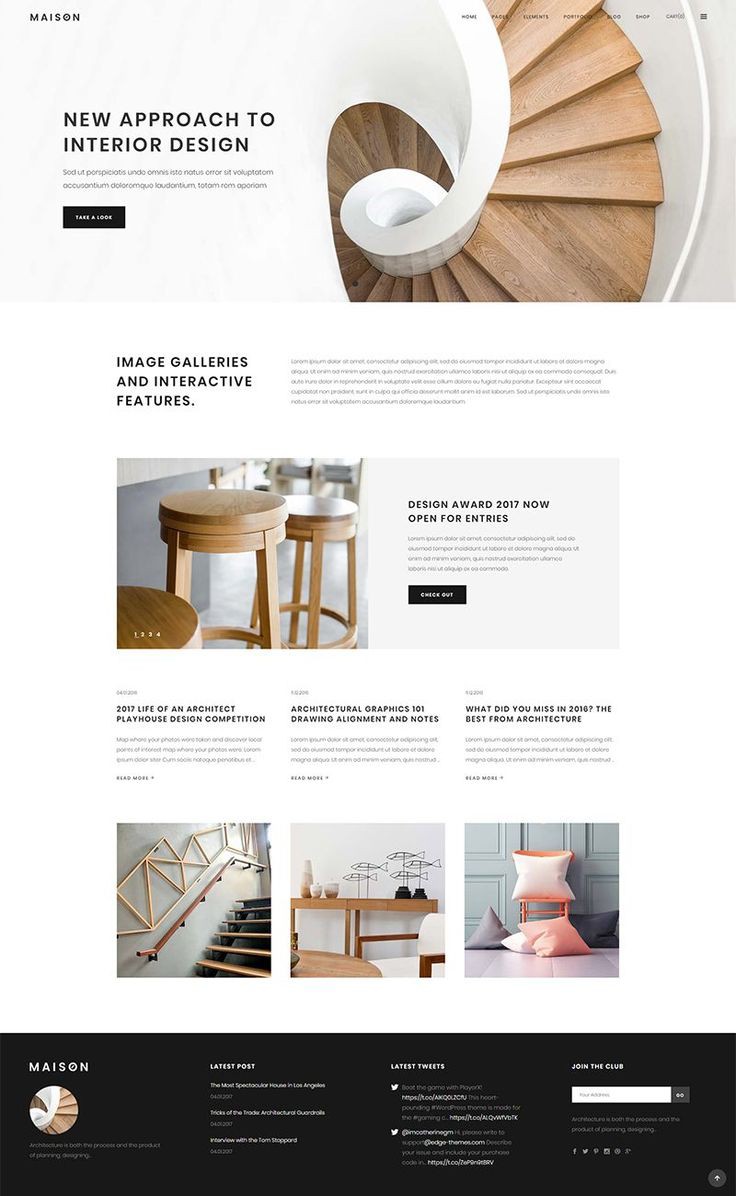 MAISON
HOME PAGES ELEMENTS PORTFOLIO BLOG SHOP CART(0)
NEW APPROACH TO
INTERIOR DESIGN
Sed ut perspiciatis undo omnis iste natus error sit voluptatem
accusantium doloremque laudantium, totam rem aperiam
TAKE A LOOK
IMAGE GALLERIES
AND INTERACTIVE
FEATURES.
Lorem ipsum dolor sit amet, consectetur adipiscing elit, sed do eiusmod tempor incididunt ut labore et dolore magna
aliqua. Ut enim ad minim veniam, quis nostrud exercitation ullamco laboris nisi ut aliquip ex ea commodo consequat. Duis
aute irure dolor in reprehenderit in voluptate velit esse cillum dolore eu fugiat nulla pariatur. Excepteur sint occaecat
cupidatat non proident, sunt in culpa qui officia deserunt mollit anim id est laborum. Sed ut perspiciatis unde omnis iste
natus error sit voluptatem accusantium doloremque laudantium.
1 2 3 4
DESIGN AWARD 2017 NOW
OPEN FOR ENTRIES
Lorem ipsum dolor sit amet, consectetur adipiscing elit, sed do
eiusmod tempor incididunt ut labore et dolore magna aliqua. Ut
enim ad minim veniam, quis nostrud exercitation ullamco
laboris nisi ut aliquip ex ea commodo.
CHECK OUT
04.01.2016
2017 LIFE OF AN ARCHITECT
PLAYHOUSE DESIGN COMPETITION
Map where your photos were taken and discover local
points of interest map where your photos were. Lorem
ipsum dolor siter Cum sociis natoque penatibus et ...
READ MORE
11.12.2016
ARCHITECTURAL GRAPHICS 101
DRAWING ALIGNMENT AND NOTES
Lorem ipsum dolor sit amet, consectetur adipiscing
elit, sed do eiusmod tempor incididunt ut labore et
dolore magna aliqua. Ut enim ad minim veniam, quis nostrud ...
READ MORE
11.12.2016
WHAT DID YOU MISS IN 2016? THE
BEST FROM ARCHITECTURE
Lorem ipsum dolor sit amet, consectetur adipiscing
elit, sed do eiusmod tempor incididunt ut labore et dolore
magna aliqua. Ut enim ad minim veniam, quis nostrud ...
READ MORE
MAISON
Architecture is both the process and the product
of planning, designing...
LATEST POST
The Most Spectacular House in Los Angeles
04.01.2017
Tricks of the Trade: Architectural Guardrails
04.01.2017
Interview with the Tom Stoppard
04.01.2017
LATEST TWEETS
Beat the game with PlayerX!
https://t.co/AIKQ0LZCfU This heart-
pounding #WordPress theme is made for
the #gaming c... https://t.co/ALQvWfVbTK
@imcatherinegm Hi, please write to
support@edge-themes.com Describe
your issue and include your purchase
code in... https://t.co/ZeP9n9tBRV
JOIN THE CLUB
Your Address
GO
Architecture is both the process and the
product of planning, designing...